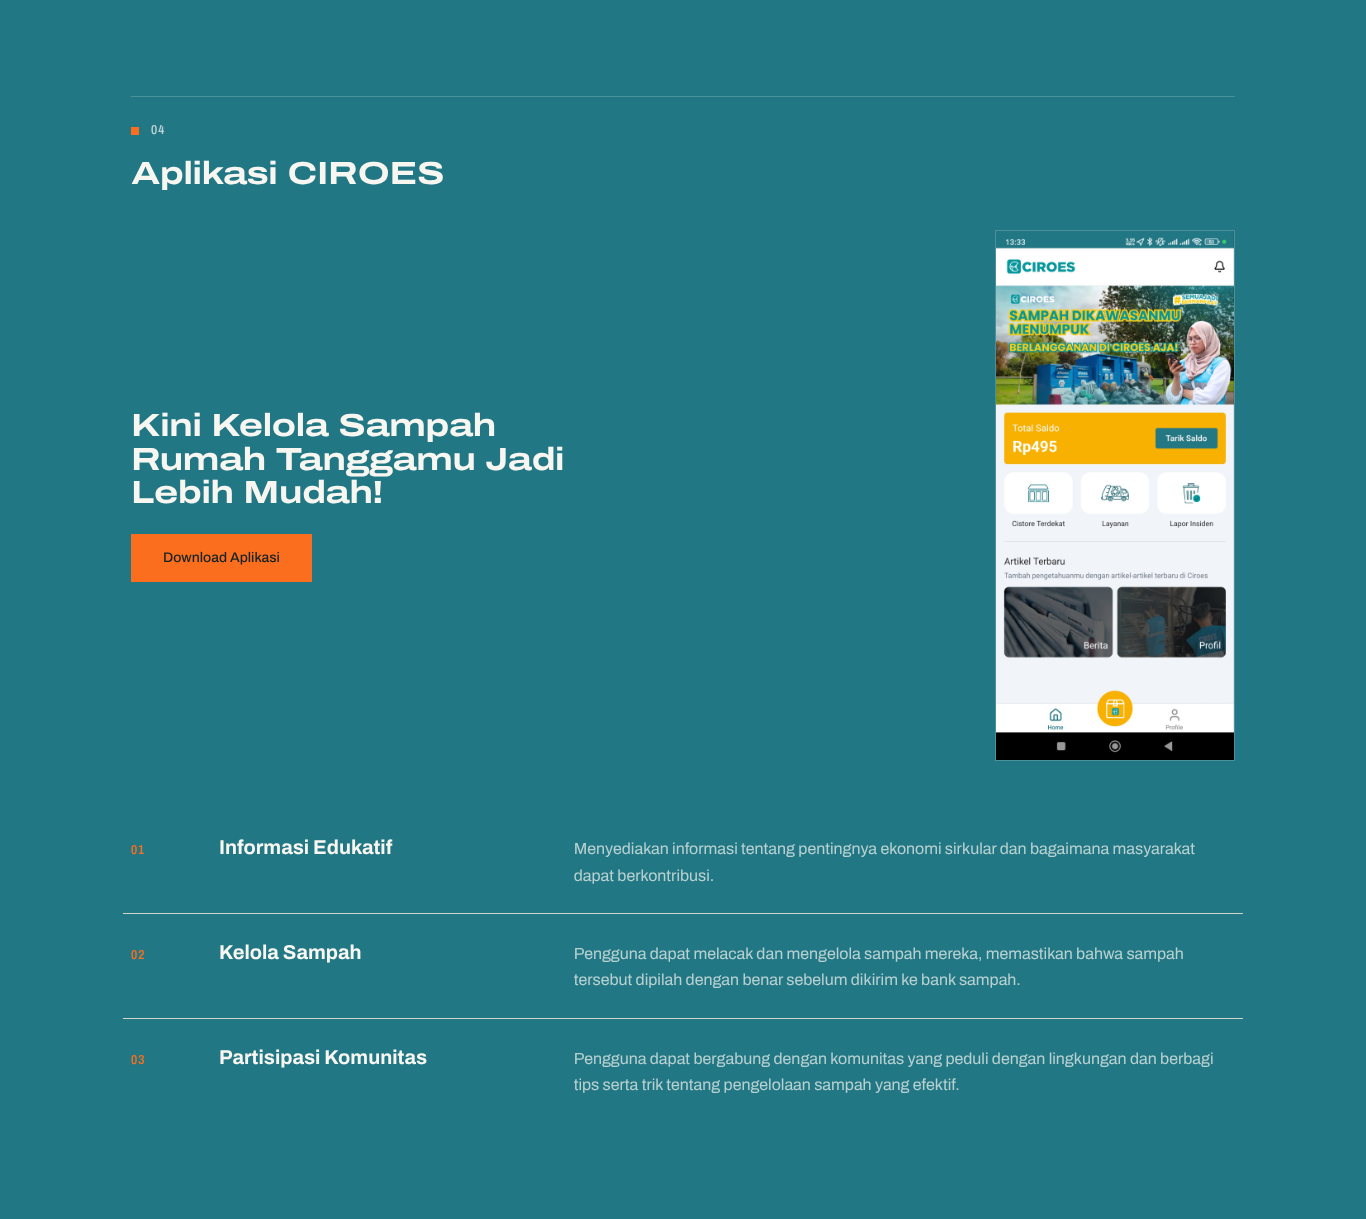 04
Aplikasi CIROES
Kini Kelola Sampah
Rumah Tanggamu Jadi
Lebih Mudah!
Download Aplikasi
13:33
CIROES
CIROES
SAMPAH DIKAWASANMU
MENUMPUK
BERLANGGANAN DI CIROES AJA!
Total Saldo
Rp495
Tarik Saldo
Cistore Terdekat
Layanan
Lapor Insiden
Artikel Terbaru
Tambah pengetahuanmu dengan artikel-artikel terbaru di Ciroes
Berita
Profil
Home
Profile
01
Informasi Edukatif
Menyediakan informasi tentang pentingnya ekonomi sirkular dan bagaimana masyarakat
dapat berkontribusi.
02
Kelola Sampah
Pengguna dapat melacak dan mengelola sampah mereka, memastikan bahwa sampah
tersebut dipilah dengan benar sebelum dikirim ke bank sampah.
03
Partisipasi Komunitas
Pengguna dapat bergabung dengan komunitas yang peduli dengan lingkungan dan berbagi
tips serta trik tentang pengelolaan sampah yang efektif.